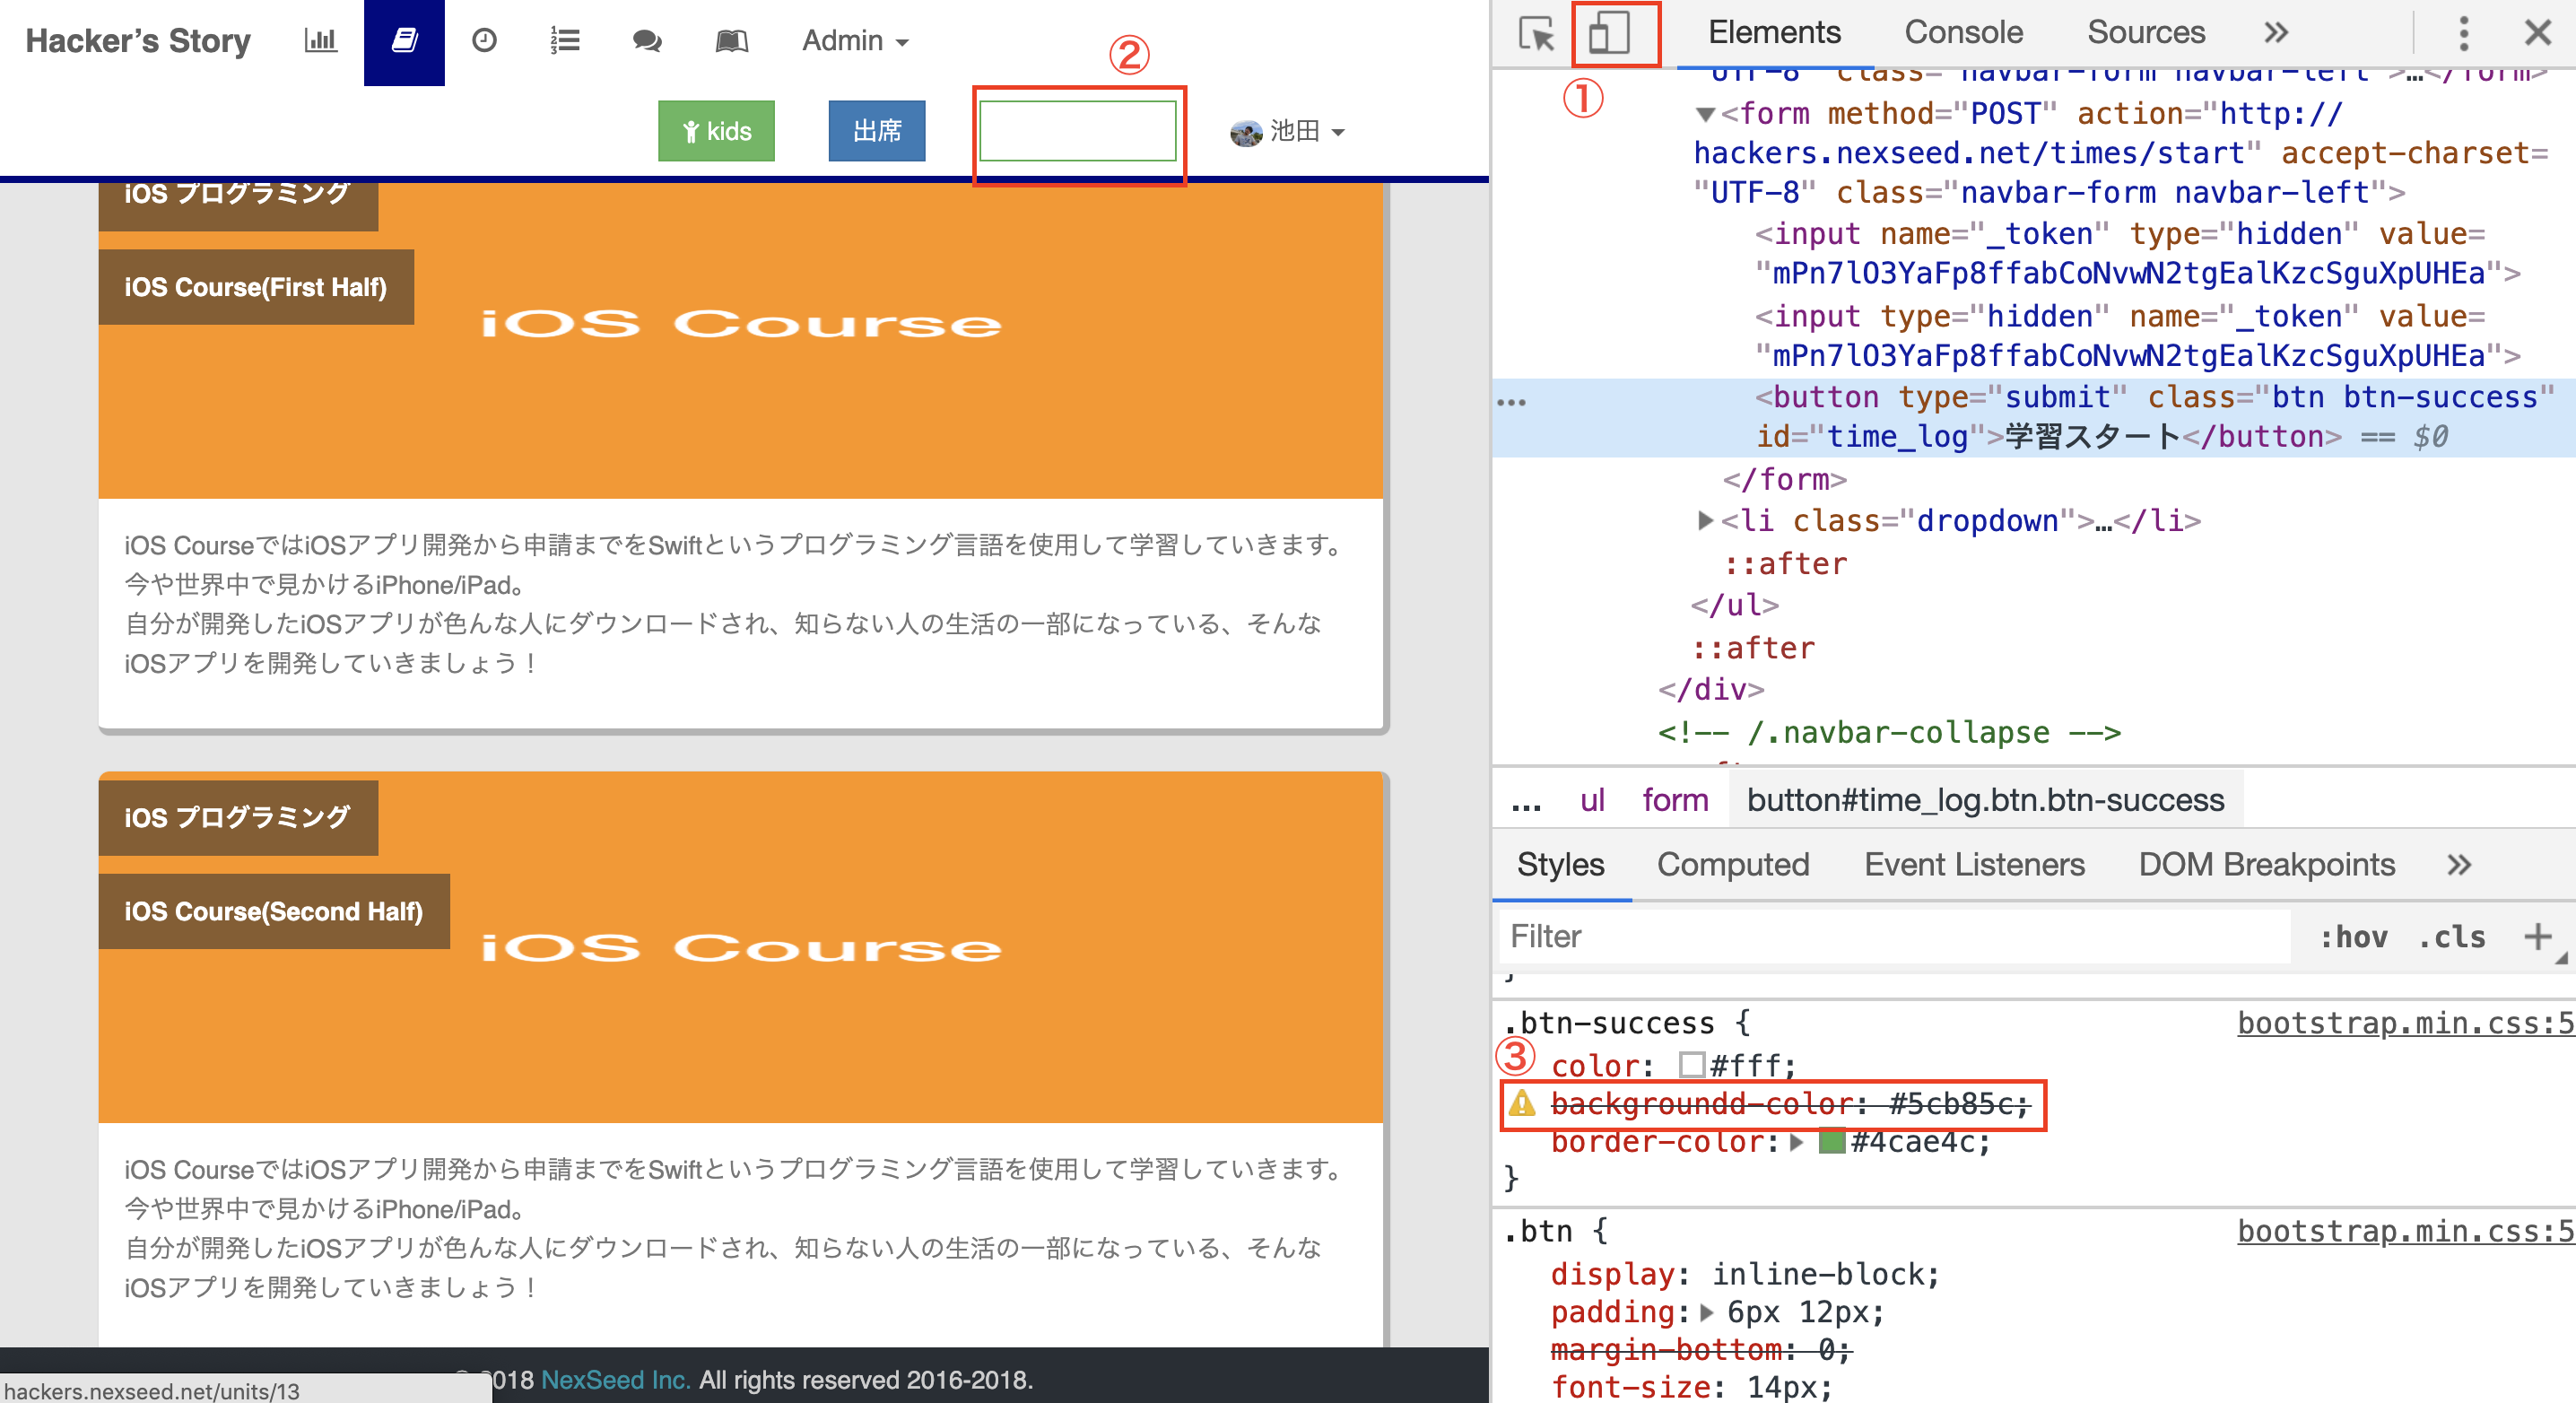 Hacker's Story
Admin
②
kids
出席
池田
iOS プログラミング
iOS Course(First Half)
iOS Course
iOS CourseではiOSアプリ開発から申請までをSwiftというプログラミング言語を使用して学習していきます。
今や世界中で見かけるiPhone/iPad。
自分が開発したiOSアプリが色んな人にダウンロードされ、知らない人の生活の一部になっている、そんな
iOSアプリを開発していきましょう！
iOS プログラミング
iOS Course(Second Half)
iOS Course
iOS CourseではiOSアプリ開発から申請までをSwiftというプログラミング言語を使用して学習していきます。
今や世界中で見かけるiPhone/iPad。
自分が開発したiOSアプリが色んな人にダウンロードされ、知らない人の生活の一部になっている、そんな
iOSアプリを開発していきましょう！
2018 NexSeed Inc. All rights reserved 2016-2018.
hackers.nexseed.net/units/13
Elements Console Sources »
①
UTF-8" class="navbar-form navbar-left">…</form>
▼<form method="POST" action="http://
hackers.nexseed.net/times/start" accept-charset=
"UTF-8" class="navbar-form navbar-left">
<input name="_token" type="hidden" value=
"mPn7lO3YaFp8ffabCoNvwN2tgEalKzcSguXpUHEa">
<input type="hidden" name="_token" value=
"mPn7lO3YaFp8ffabCoNvwN2tgEalKzcSguXpUHEa">
<button type="submit" class="btn btn-success"
id="time_log">学習スタート</button> == $0
</form>
▶<li class="dropdown">…</li>
::after
</ul>
::after
</div>
<!-- /.navbar-collapse -->
... ul form button#time_log.btn.btn-success
Styles Computed Event Listeners DOM Breakpoints »
Filter :hov .cls +
}
.btn-success { bootstrap.min.css:5
③
color: #fff;
backgroundd-color: #5cb85c;
border-color:▶ #4cae4c;
}
.btn { bootstrap.min.css:5
display: inline-block;
padding:▶ 6px 12px;
margin-bottom: 0;
font-size: 14px;